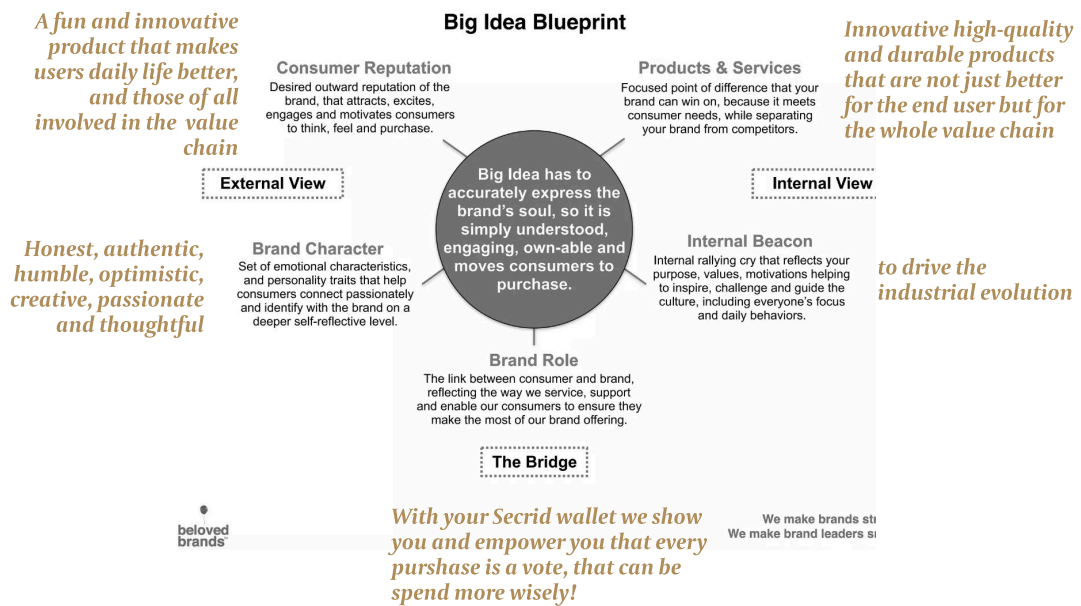 Big Idea Blueprint
A fun and innovative
product that makes
users daily life better,
and those of all
involved in the value
chain
Consumer Reputation
Desired outward reputation of the
brand, that attracts, excites,
engages and motivates consumers
to think, feel and purchase.
Products & Services
Focused point of difference that your
brand can win on, because it meets
consumer needs, while separating
your brand from competitors.
Innovative high-quality
and durable products
that are not just better
for the end user but for
the whole value chain
External View
Internal View
Big Idea has to
accurately express the
brand's soul, so it is
simply understood,
engaging, own-able and
moves consumers to
purchase.
Honest, authentic,
humble, optimistic,
creative, passionate
and thoughtful
Brand Character
Set of emotional characteristics,
and personality traits that help
consumers connect passionately
and identify with the brand on a
deeper self-reflective level.
Internal Beacon
Internal rallying cry that reflects your
purpose, values, motivations helping
to inspire, challenge and guide the
culture, including everyone's focus
and daily behaviors.
to drive the
industrial evolution
Brand Role
The link between consumer and brand,
reflecting the way we service, support
and enable our consumers to ensure they
make the most of our brand offering.
The Bridge
With your Secrid wallet we show
you and empower you that every
purshase is a vote, that can be
spend more wisely!
beloved
brands™
We make brands
We make brand leaders